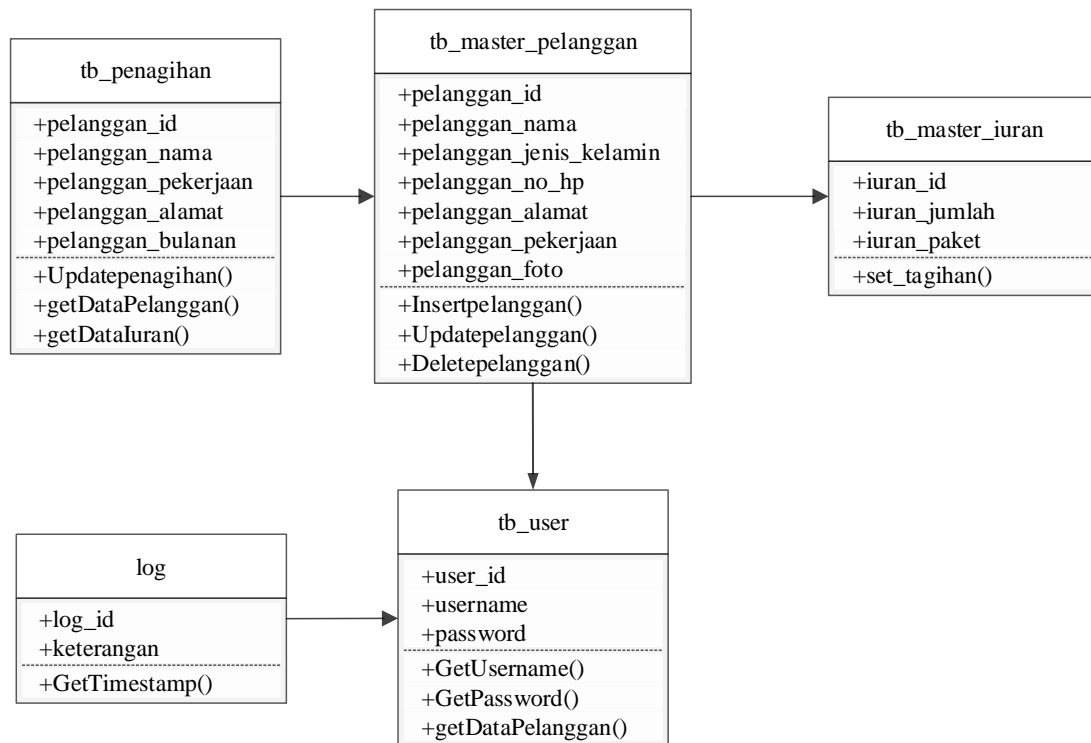 tb_penagihan
+pelanggan_id
+pelanggan_nama
+pelanggan_pekerjaan
+pelanggan_alamat
+pelanggan_bulanan
+Updatepenagihan()
+getDataPelanggan()
+getDataIuran()
tb_master_pelanggan
+pelanggan_id
+pelanggan_nama
+pelanggan_jenis_kelamin
+pelanggan_no_hp
+pelanggan_alamat
+pelanggan_pekerjaan
+pelanggan_foto
+Insertpelanggan()
+Updatepelanggan()
+Deletepelanggan()
tb_master_iuran
+iuran_id
+iuran_jumlah
+iuran_paket
+set_tagihan()
log
+log_id
+keterangan
+GetTimestamp()
tb_user
+user_id
+username
+password
+GetUsername()
+GetPassword()
+getDataPelanggan()